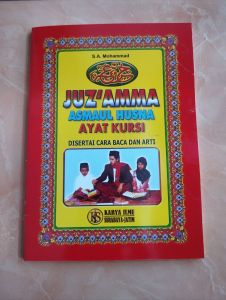 S.A. Mohammad
JUZ'AMMA
ASMAUL HUSNA
AYAT KURSI
DISERTAI CARA BACA DAN ARTI
KARYA ILMU
SURABAYA-JATIM